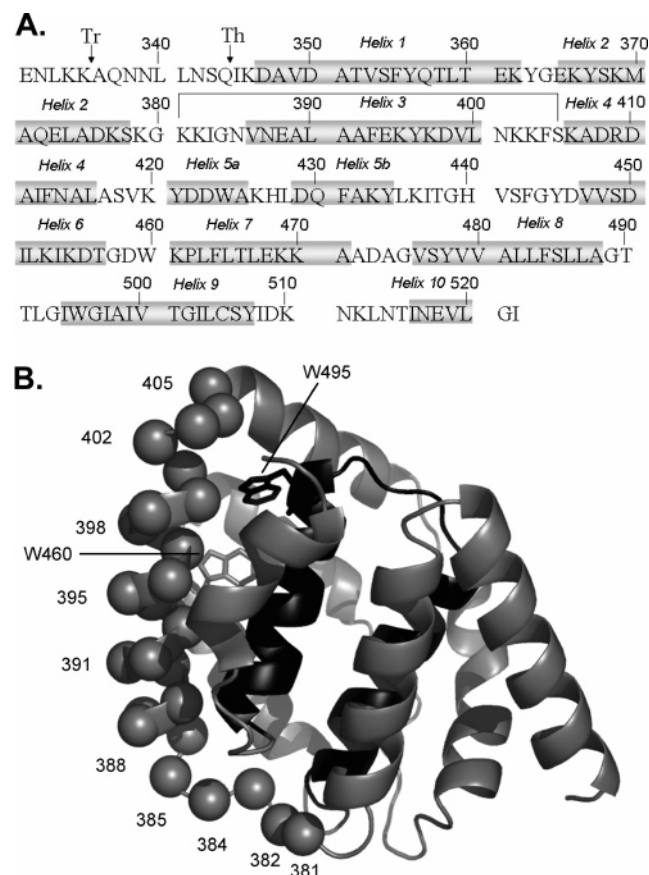 A.
Tr Th
340 350 Helix 1 360 Helix 2 370
ENLKKAQNNL LNSQIKDAVD ATVSFYQTLT EKYGEKYSKM
Helix 2 380 390 Helix 3 400 Helix 4 410
AQELADKSKG KKIGNVNEAL AAFEKYKDVL NKKFSKADRD
Helix 4 420 Helix 5a 430 Helix 5b 440 450
AIFNALASVK YDDWAKHLDQ FAKYLKITGH VSFGYDVVSD
Helix 6 460 Helix 7 470 480 Helix 8 490
ILKIKDTGDW KPLFLTLEKK AADAGVSYVV ALLFSLLAGT
500 Helix 9 510 Helix 10 520
TLGIWGIAIV TGILCSYIDK NKLNTINEVL GI
B.
405
W495
402
398
W460
395
391
388
385
384
382
381